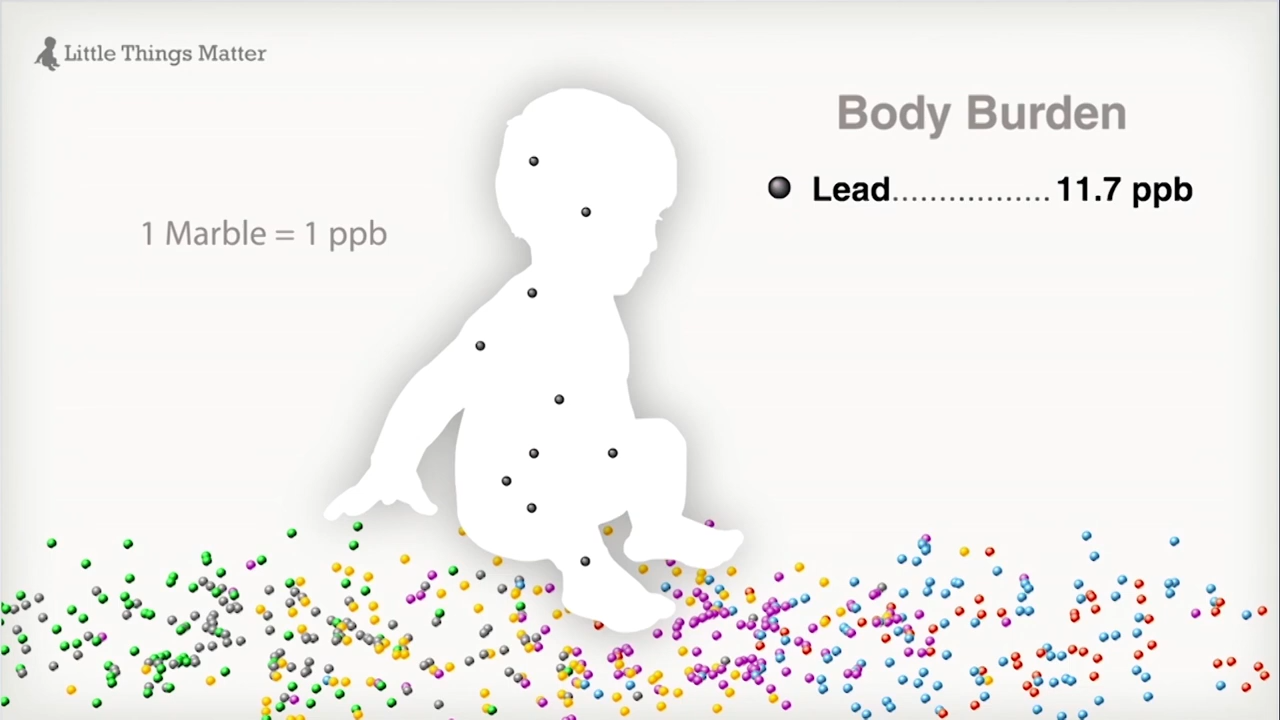 Little Things Matter
Body Burden
Lead................. 11.7 ppb
1 Marble = 1 ppb